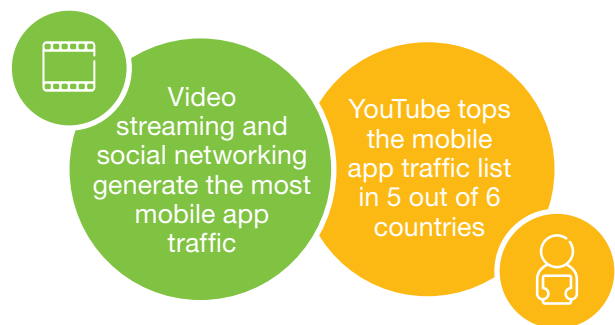 Video
streaming and
social networking
generate the most
mobile app
traffic
YouTube tops
the mobile
app traffic list
in 5 out of 6
countries